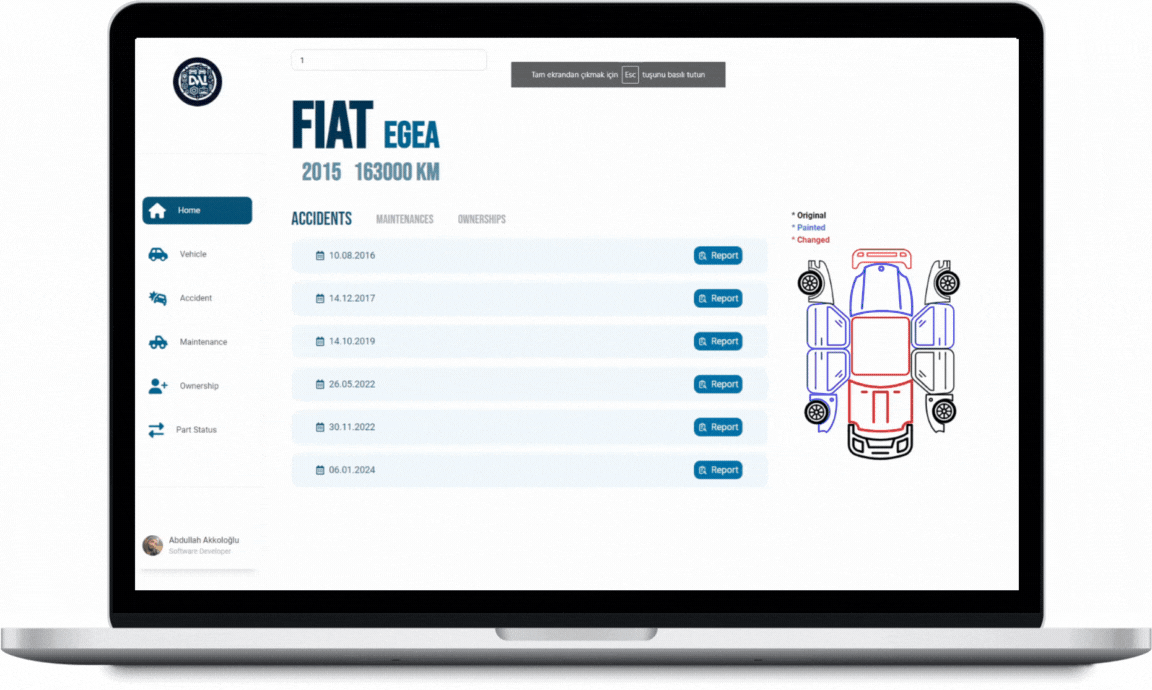 1
Tam ekrandan çıkmak için Esc tuşunu basılı tutun
DAI
FIAT EGEA
2015 163000 KM
Home
Vehicle
Accident
Maintenance
Ownership
Part Status
Abdullah Akkoloğlu
Software Developer
ACCIDENTS MAINTENANCES OWNERSHIPS
10.08.2016 Report
14.12.2017 Report
14.10.2019 Report
26.05.2022 Report
30.11.2022 Report
06.01.2024 Report
* Original
* Painted
* Changed